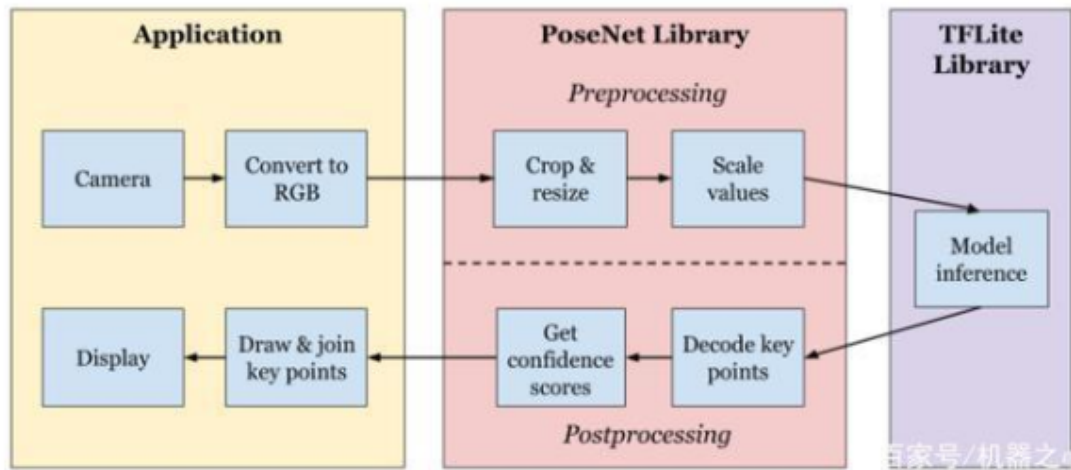 Application
PoseNet Library
TFLite
Library
Preprocessing
Camera
Convert to
RGB
Crop &
resize
Scale
values
Model
inference
Display
Draw & join
key points
Get
confidence
scores
Decode key
points
Postprocessing
百家号/机器之心